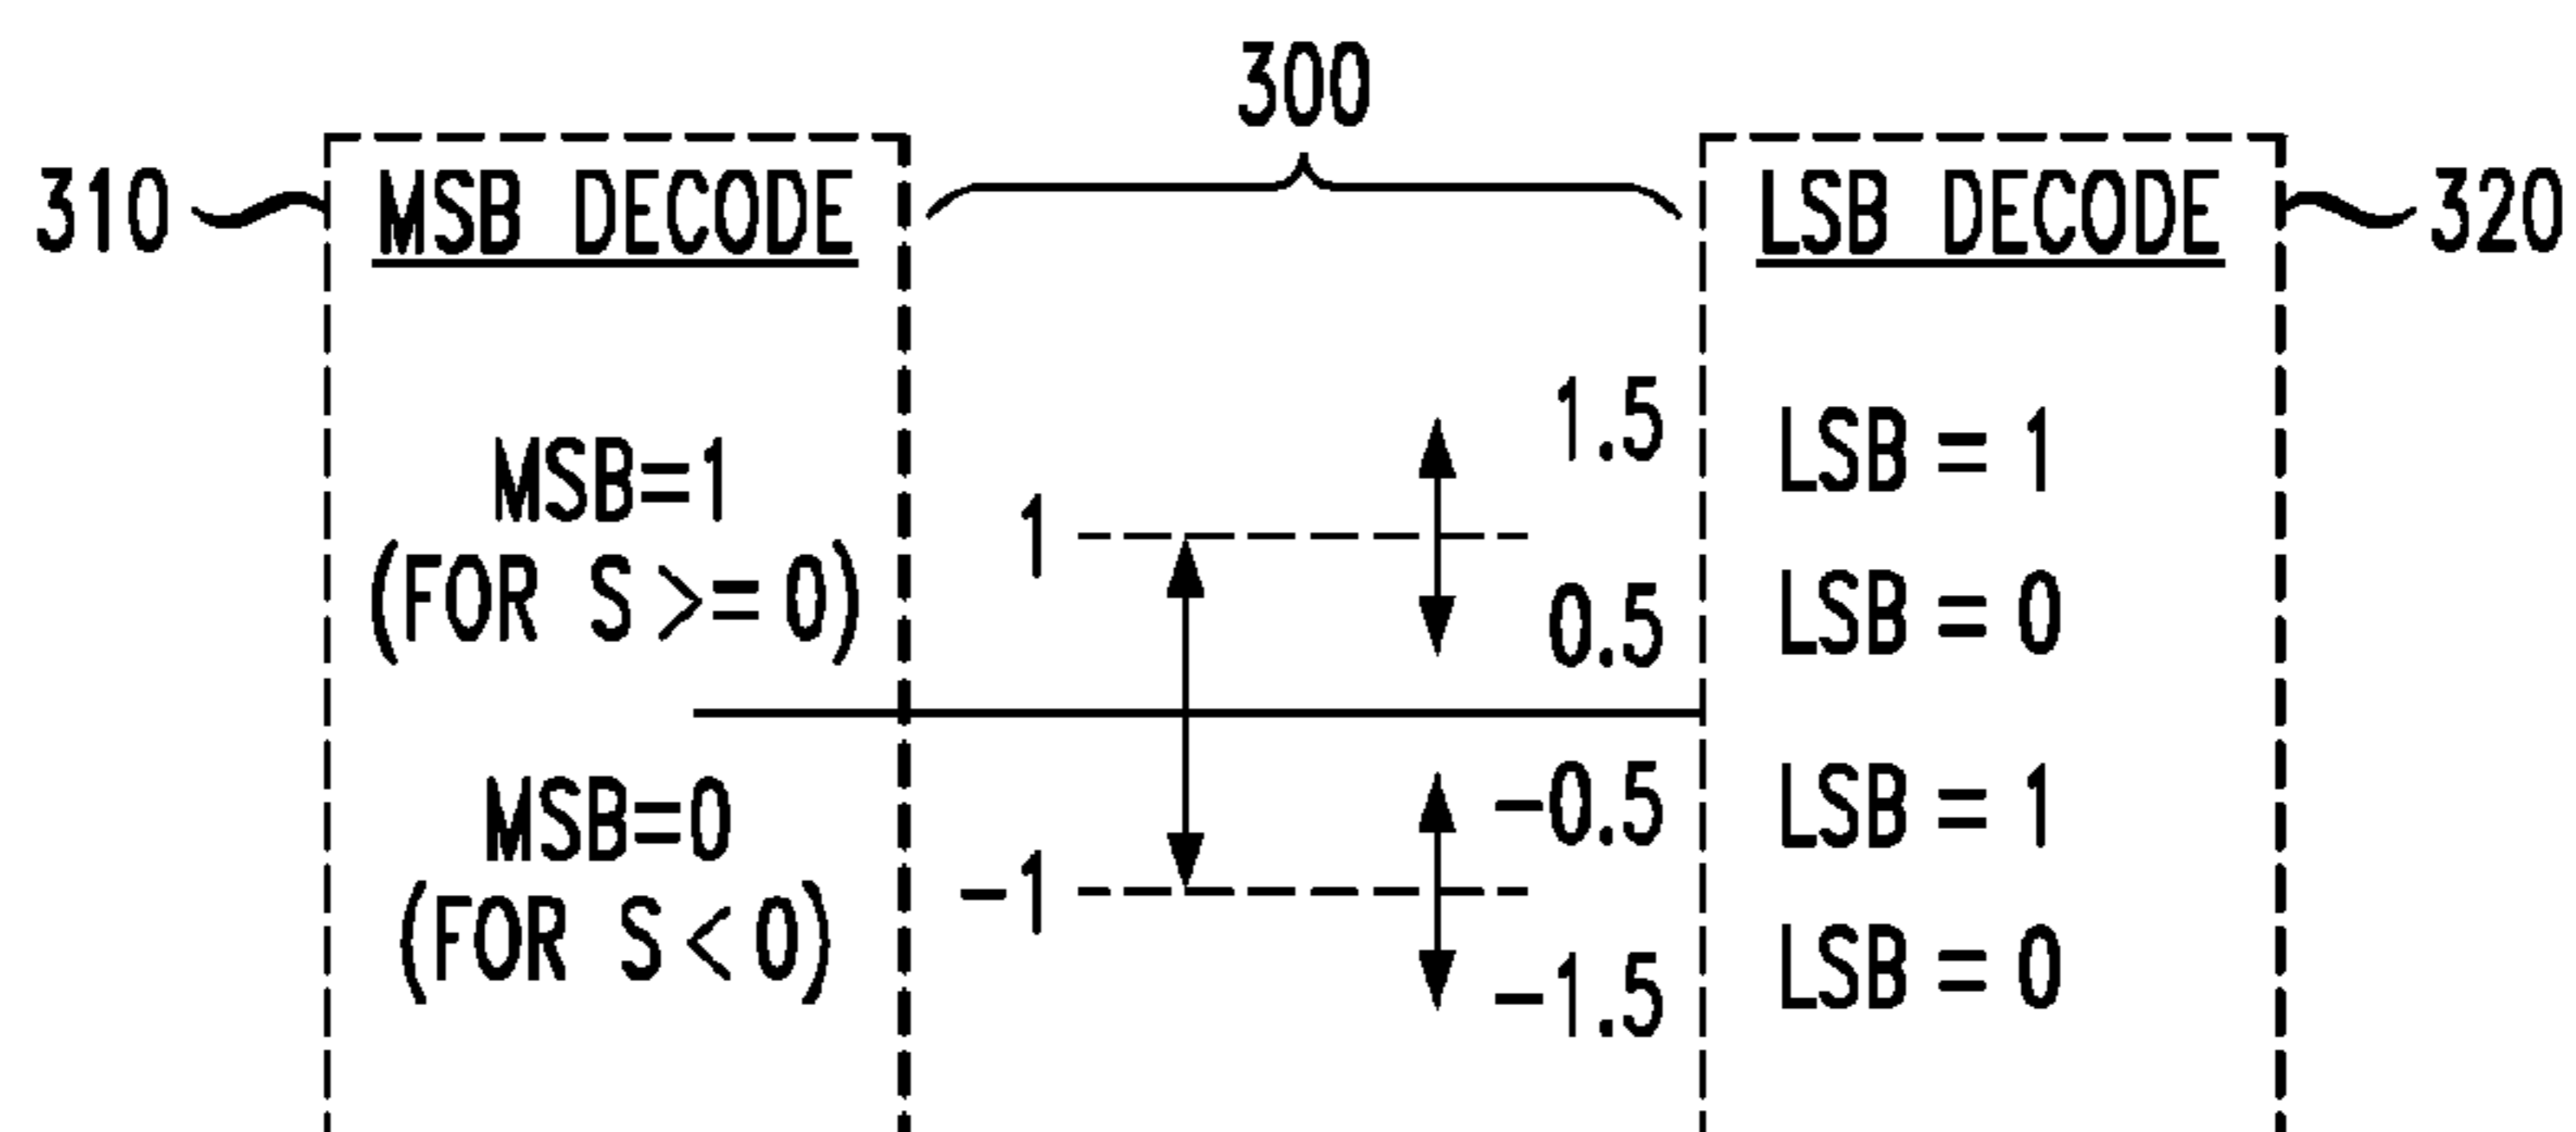 300
310
MSB DECODE
LSB DECODE
320
1.5
LSB = 1
MSB=1
1
(FOR S >= 0)
0.5
LSB = 0
MSB=0
-0.5
LSB = 1
-1
(FOR S < 0)
-1.5
LSB = 0